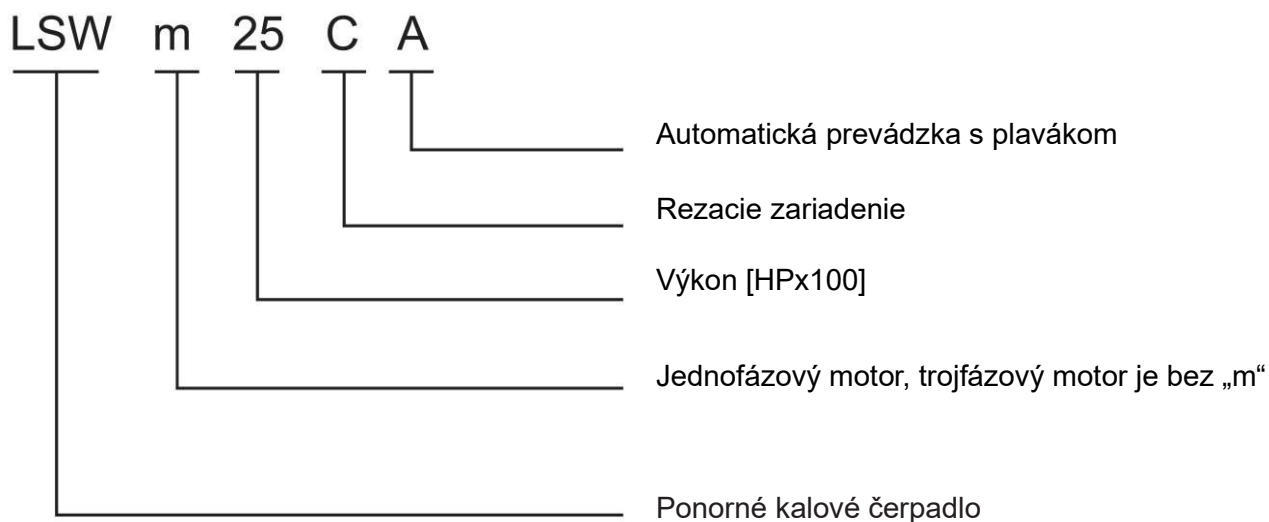 LSW m 25 C A
Automatická prevádzka s plavákom
Rezacie zariadenie
Výkon [HPx100]
Jednofázový motor, trojfázový motor je bez „m“
Ponorné kalové čerpadlo